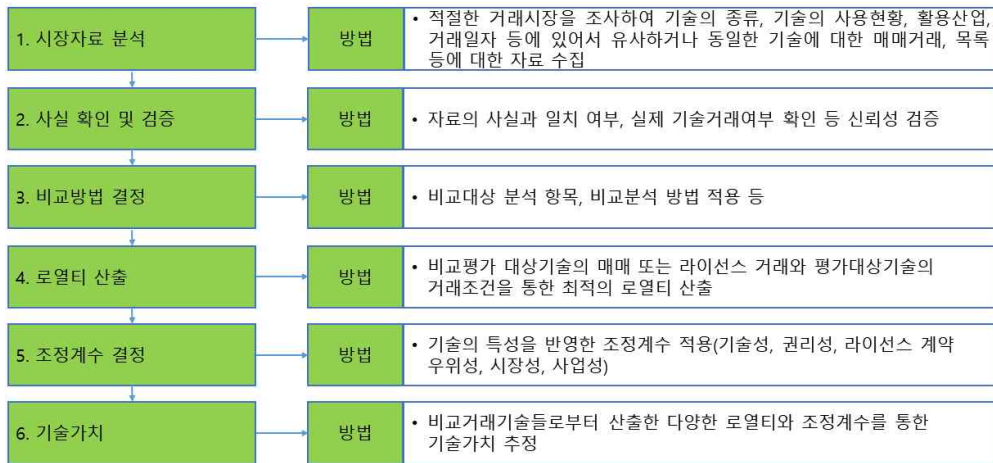 1. 시장자료 분석
방법
• 적절한 거래시장을 조사하여 기술의 종류, 기술의 사용현황, 활용산업,
거래일자 등에 있어서 유사하거나 동일한 기술에 대한 매매거래, 목록
등에 대한 자료 수집
2. 사실 확인 및 검증
방법
• 자료의 사실과 일치 여부, 실제 기술거래여부 확인 등 신뢰성 검증
3. 비교방법 결정
방법
• 비교대상 분석 항목, 비교분석 방법 적용 등
4. 로열티 산출
방법
• 비교평가 대상기술의 매매 또는 라이선스 거래와 평가대상기술의
거래조건을 통한 최적의 로열티 산출
5. 조정계수 결정
방법
• 기술의 특성을 반영한 조정계수 적용(기술성, 권리성, 라이선스 계약
우위성, 시장성, 사업성)
6. 기술가치
방법
• 비교거래기술들로부터 산출한 다양한 로열티와 조정계수를 통한
기술가치 추정